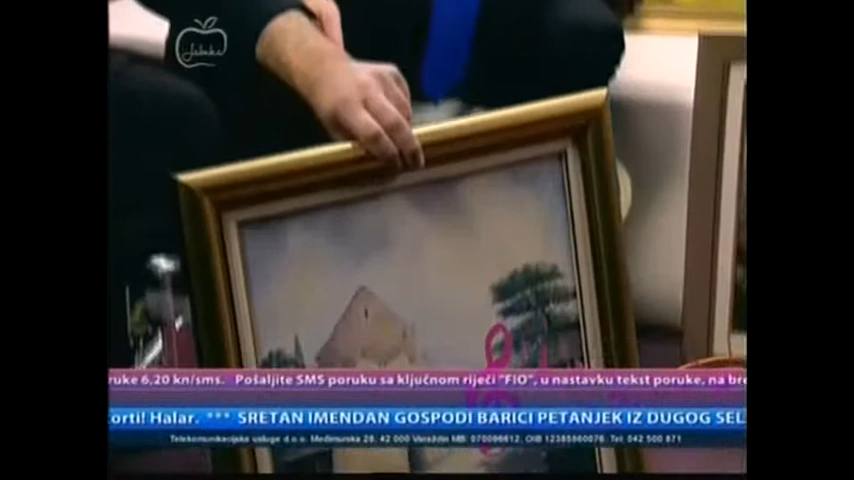 Jabuka
ruke 6,20 kn/sms. Pošaljite SMS poruku sa ključnom riječi "FIO", u nastavku tekst poruke, na bro
orti! Halar. *** SRETAN IMENDAN GOSPODI BARICI PETANJEK IZ DUGOG SEL
Telekomunikacijske usluge d.o.o. Međimurska 28, 42 000 Varaždin MB: 070096612, OIB 12385860076, Tel: 042 500 871